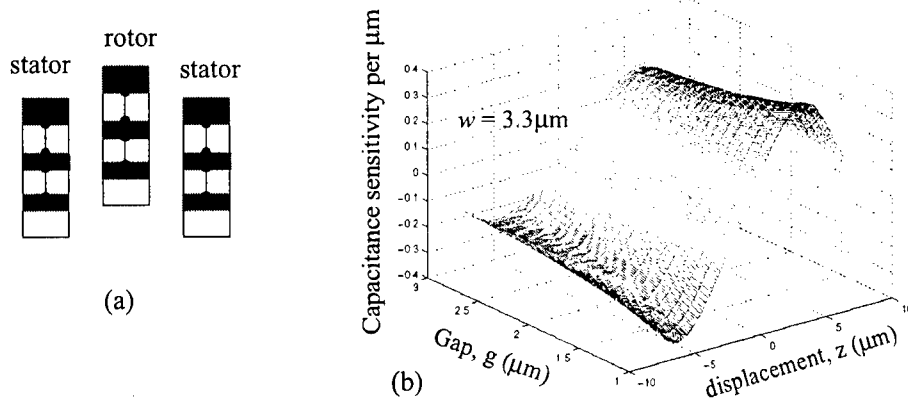 rotor
stator
stator
(a)
Capacitance sensitivity per μm
0.4
0.3
0.2
0.1
0
−0.1
−0.2
−0.3
−0.4
w = 3.3μm
3
2.5
2
1.5
1
Gap, g (μm)
−10
−5
0
5
10
displacement, z (μm)
(b)